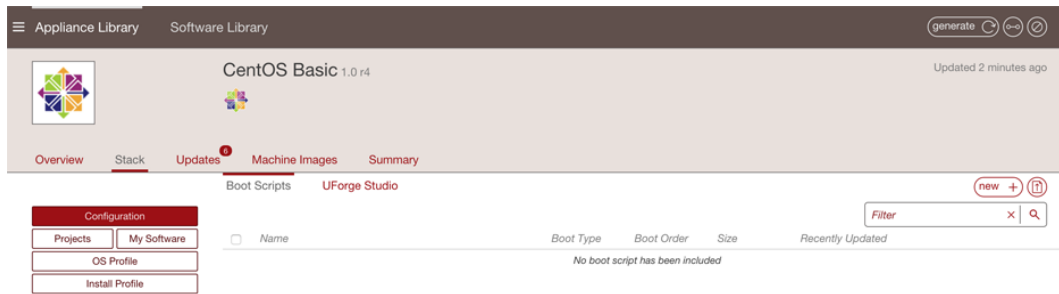 Appliance Library Software Library generate
CentOS Basic 1.0 r4 Updated 2 minutes ago
Overview Stack Updates 6 Machine Images Summary
Boot Scripts UForge Studio new +
Configuration Filter
Projects My Software Name Boot Type Boot Order Size Recently Updated
OS Profile No boot script has been included
Install Profile